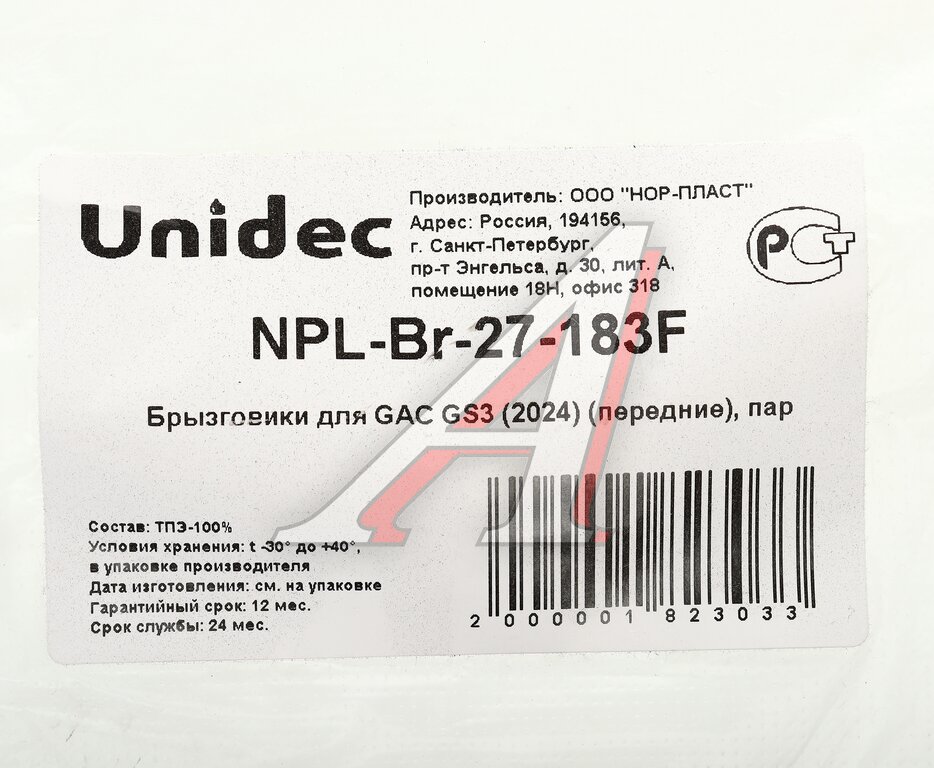 Unidec
Производитель: ООО "НОР-ПЛАСТ"
Адрес: Россия, 194156,
г. Санкт-Петербург,
пр-т Энгельса, д. 30, лит. А,
помещение 18Н, офис 318
РСТ
NPL-Br-27-183F
Брызговики для GAC GS3 (2024) (передние), пар
Состав: ТПЭ-100%
Условия хранения: t -30° до +40°,
в упаковке производителя
Дата изготовления: см. на упаковке
Гарантийный срок: 12 мес.
Срок службы: 24 мес.
2 000001 823033